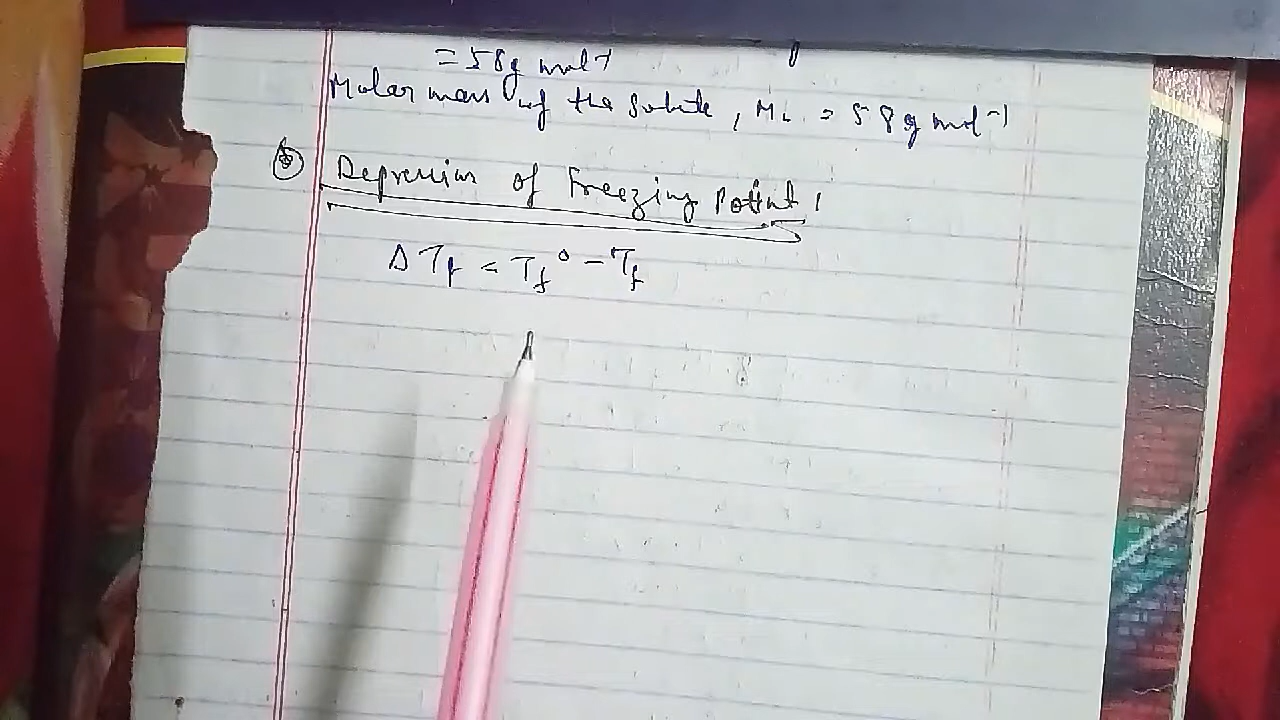 = 58g mol-1
Molar mass of the Solute, M2 = 58g mol-1
Depression of Freezing Point :
ΔTf = Tf° - Tf